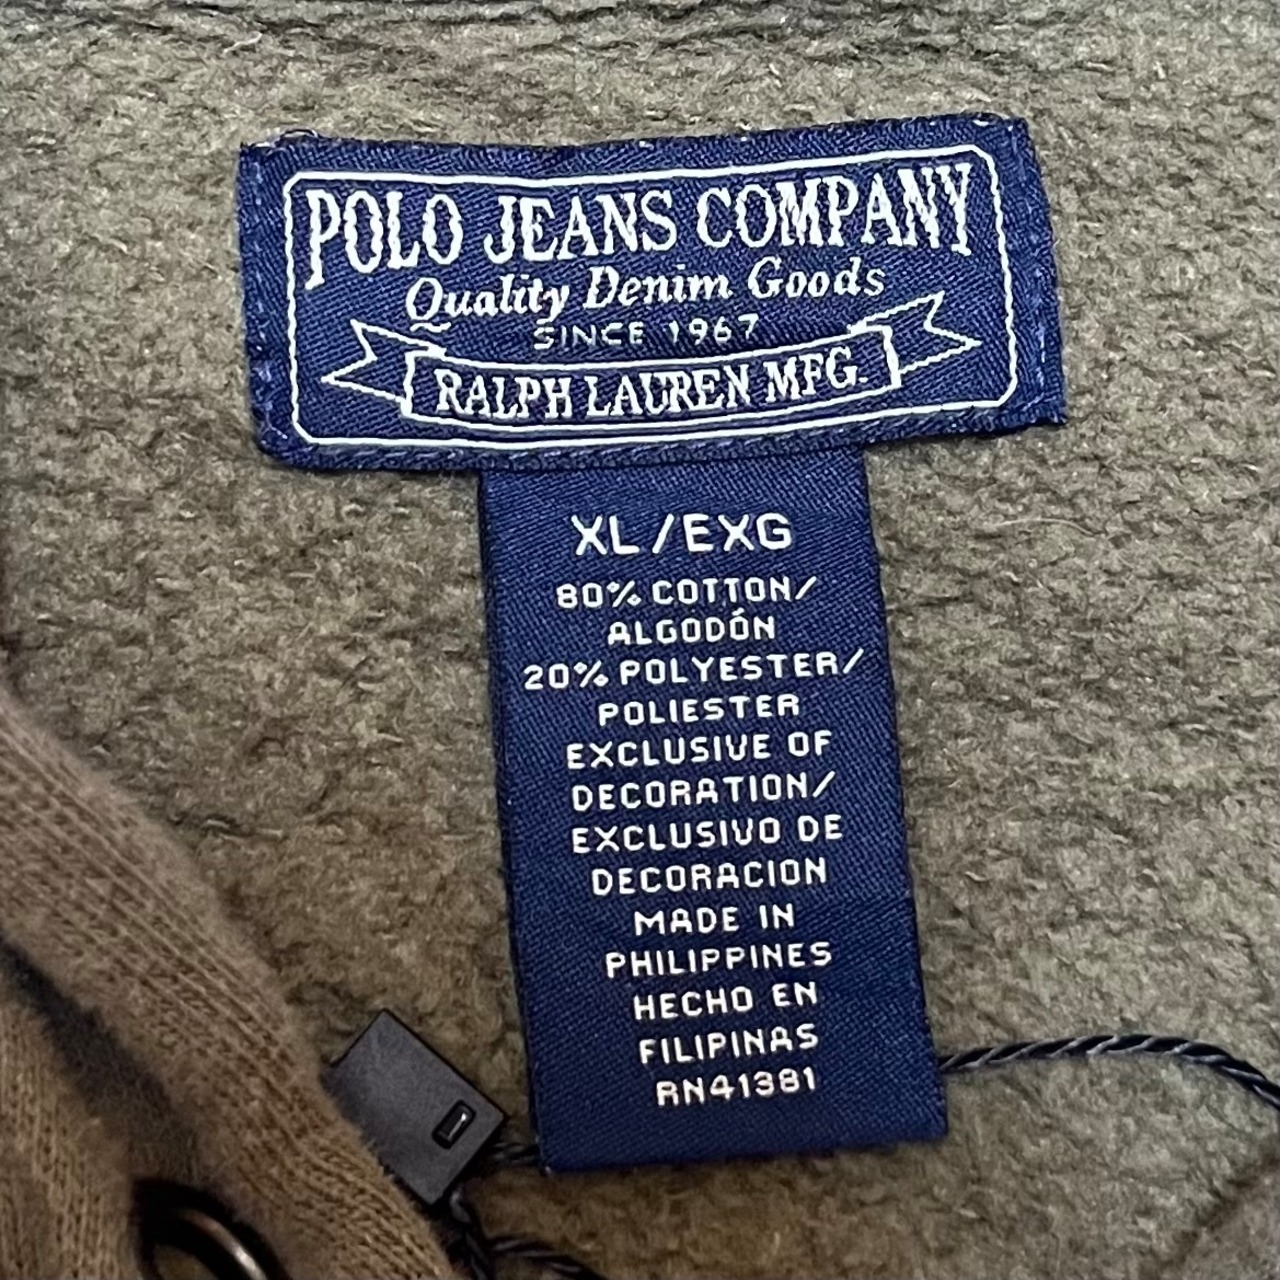 POLO JEANS COMPANY
Quality Denim Goods
SINCE 1967
RALPH LAUREN MFG.
XL/EXG
80% COTTON/
ALGODÓN
20% POLYESTER/
POLIESTER
EXCLUSIVE OF
DECORATION/
EXCLUSIVO DE
DECORACION
MADE IN
PHILIPPINES
HECHO EN
FILIPINAS
RN41381